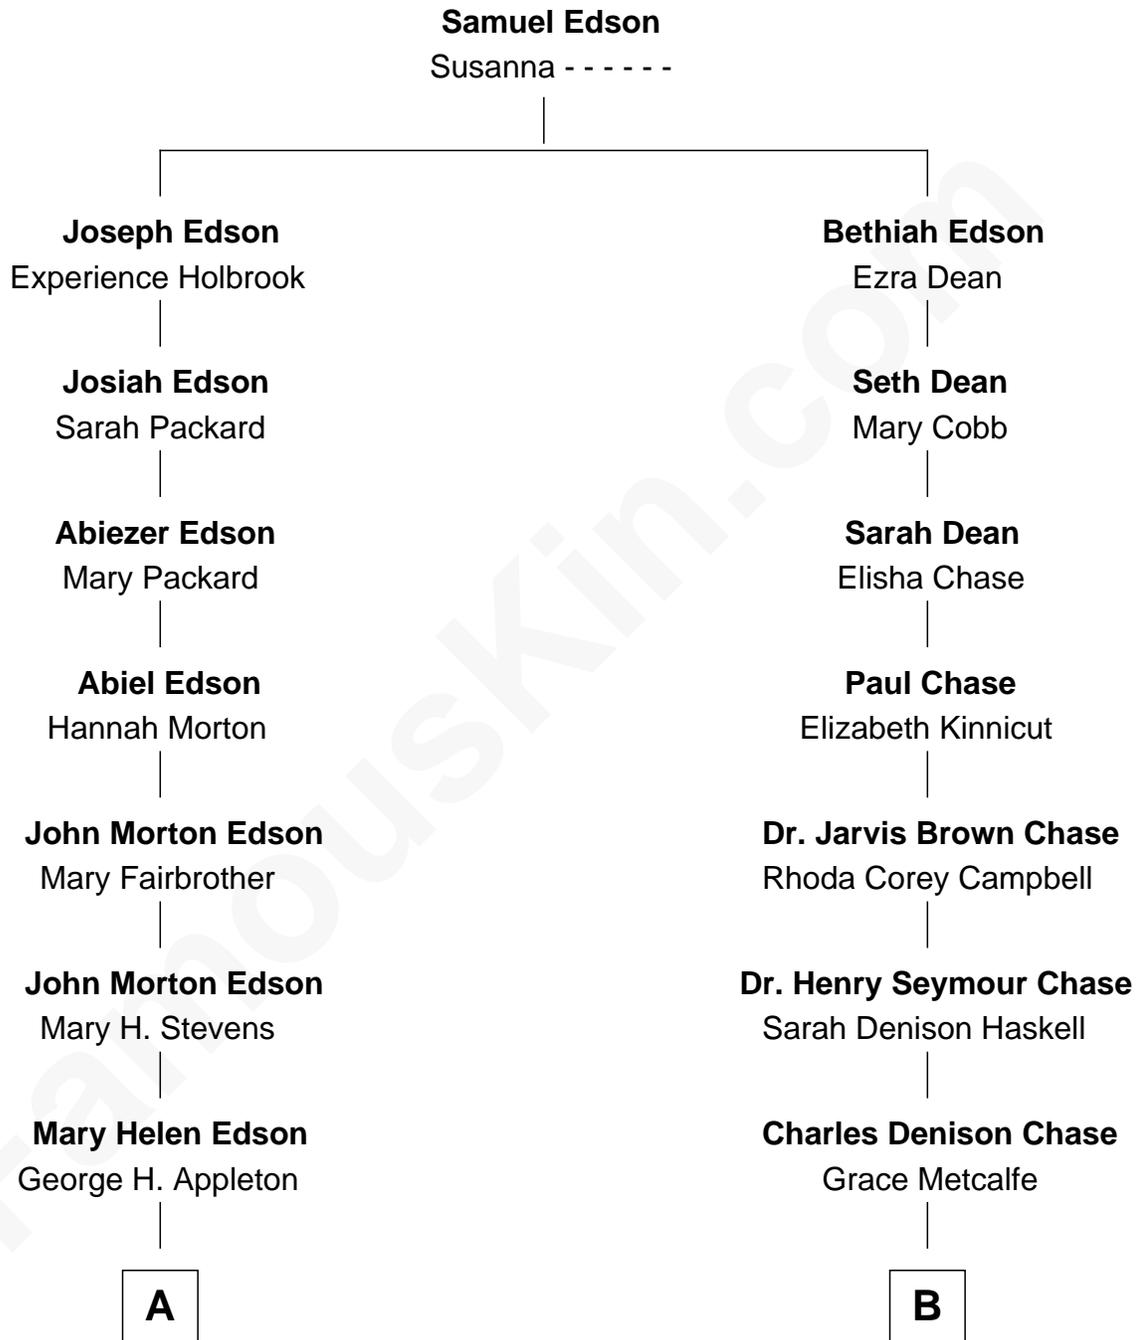 Samuel Edson
Susanna - - - - - -
Joseph Edson
Experience Holbrook
Josiah Edson
Sarah Packard
Abiezer Edson
Mary Packard
Abiel Edson
Hannah Morton
John Morton Edson
Mary Fairbrother
John Morton Edson
Mary H. Stevens
Mary Helen Edson
George H. Appleton
A
Bethiah Edson
Ezra Dean
Seth Dean
Mary Cobb
Sarah Dean
Elisha Chase
Paul Chase
Elizabeth Kinnicut
Dr. Jarvis Brown Chase
Rhoda Corey Campbell
Dr. Henry Seymour Chase
Sarah Denison Haskell
Charles Denison Chase
Grace Metcalfe
B
FamousKin.com